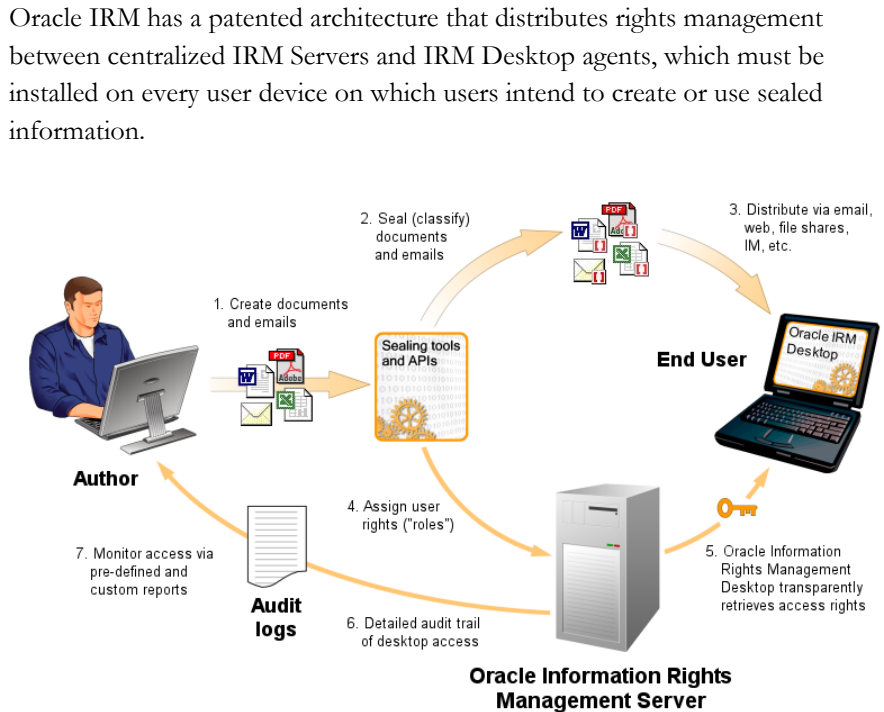 Oracle IRM has a patented architecture that distributes rights management
between centralized IRM Servers and IRM Desktop agents, which must be
installed on every user device on which users intend to create or use sealed
information.
2. Seal (classify)
documents
and emails
PDF
W
Ado[]
[]
X
[]
[]
3. Distribute via email,
web, file shares,
IM, etc.
1. Create documents
and emails
PDF
W
Adobe
X
Sealing tools
and APIs
End User
Oracle IRM
Desktop
Author
4. Assign user
rights ("roles")
7. Monitor access via
pre-defined and
custom reports
Audit
logs
6. Detailed audit trail
of desktop access
5. Oracle Information
Rights Management
Desktop transparently
retrieves access rights
Oracle Information Rights
Management Server